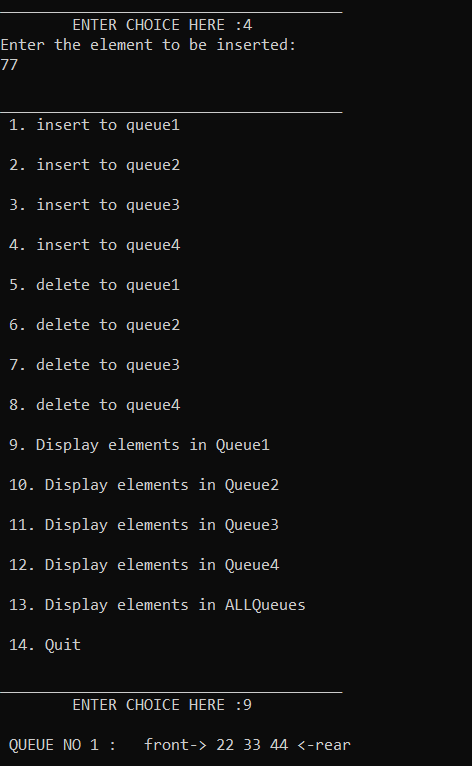 ______________________________________
ENTER CHOICE HERE :4
Enter the element to be inserted:
77
______________________________________
1. insert to queue1
2. insert to queue2
3. insert to queue3
4. insert to queue4
5. delete to queue1
6. delete to queue2
7. delete to queue3
8. delete to queue4
9. Display elements in Queue1
10. Display elements in Queue2
11. Display elements in Queue3
12. Display elements in Queue4
13. Display elements in ALLQueues
14. Quit
______________________________________
ENTER CHOICE HERE :9
QUEUE NO 1 :   front-> 22 33 44 <-rear